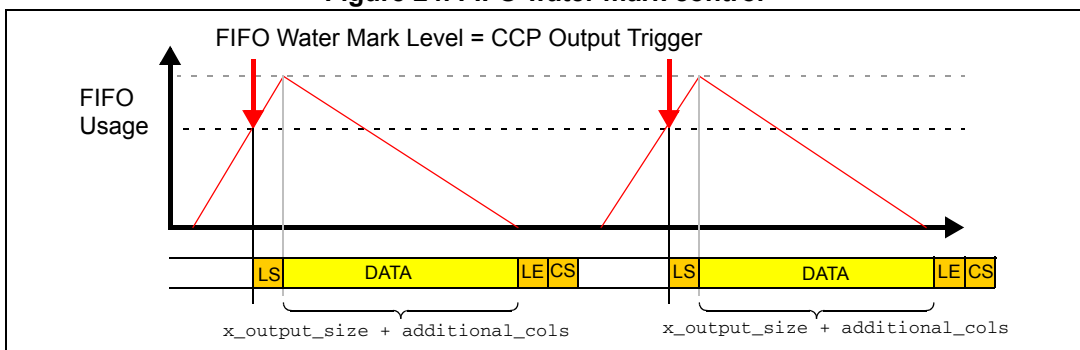 FIFO Water Mark Level = CCP Output Trigger
FIFO
Usage
LS DATA LE CS LS DATA LE CS
x_output_size + additional_cols x_output_size + additional_cols